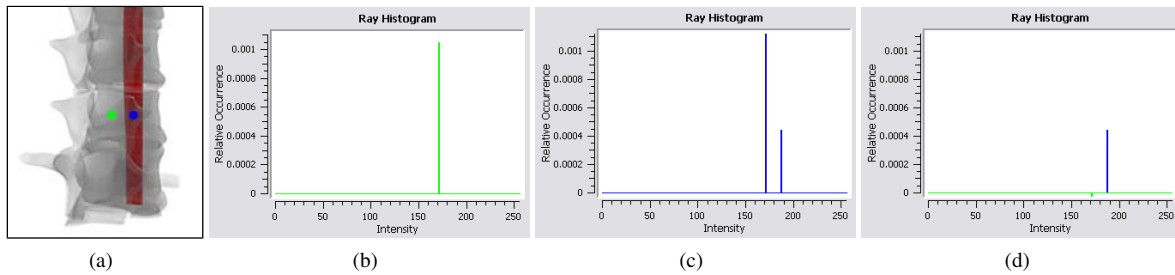 Ray Histogram
Relative Occurrence
0.001
0.0008
0.0006
0.0004
0.0002
0
0 50 100 150 200 250
Intensity
Ray Histogram
Relative Occurrence
0.001
0.0008
0.0006
0.0004
0.0002
0
0 50 100 150 200 250
Intensity
Ray Histogram
Relative Occurrence
0.001
0.0008
0.0006
0.0004
0.0002
0
0 50 100 150 200 250
Intensity
(a) (b) (c) (d)